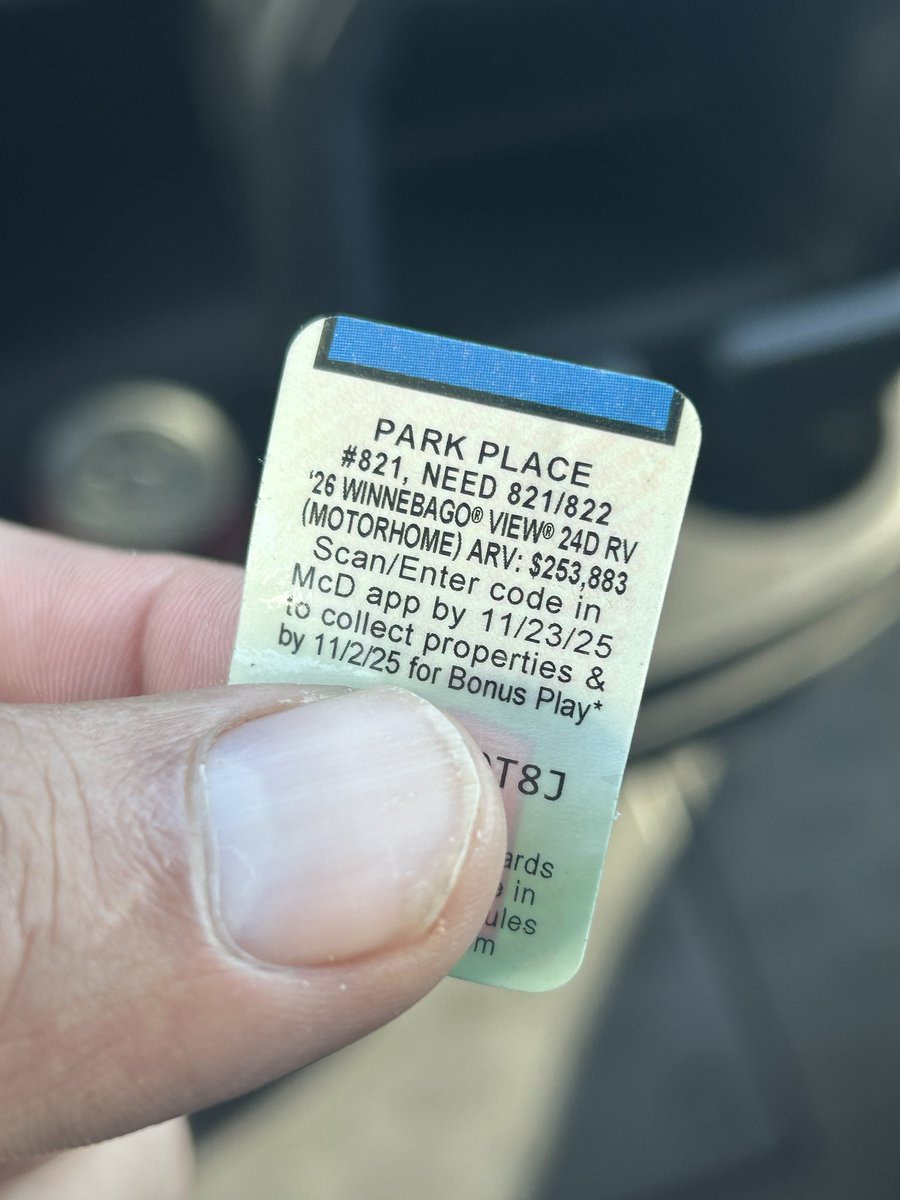 PARK PLACE
#821, NEED 821/822
‘26 WINNEBAGO® VIEW® 24D RV
(MOTORHOME) ARV: $253,883
Scan/Enter code in
McD app by 11/23/25
to collect properties &
by 11/2/25 for Bonus Play*
T8J
ards
in
ules
m